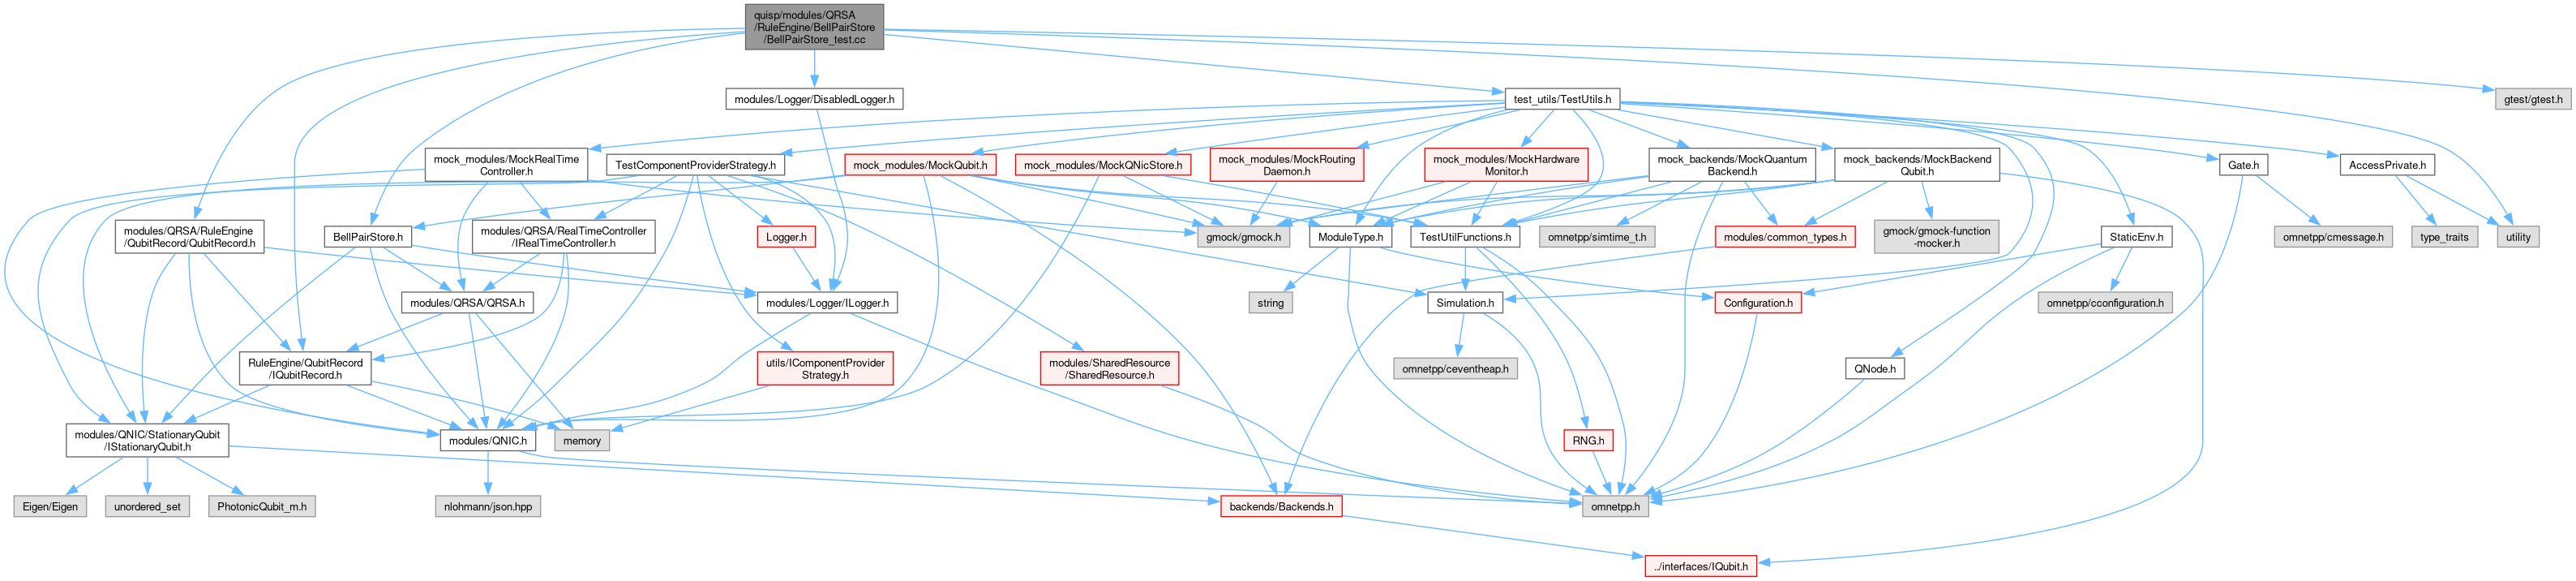 quisp/modules/QRSA
/RuleEngine/BellPairStore
/BellPairStore_test.cc
modules/Logger/DisabledLogger.h
test_utils/TestUtils.h
gtest/gtest.h
mock_modules/MockRealTime
Controller.h
TestComponentProviderStrategy.h
mock_modules/MockQubit.h
mock_modules/MockQNicStore.h
mock_modules/MockRouting
Daemon.h
mock_modules/MockHardware
Monitor.h
mock_backends/MockQuantum
Backend.h
mock_backends/MockBackend
Qubit.h
Gate.h
AccessPrivate.h
modules/QRSA/RuleEngine
/QubitRecord/QubitRecord.h
BellPairStore.h
modules/QRSA/RealTimeController
/IRealTimeController.h
Logger.h
gmock/gmock.h
ModuleType.h
TestUtilFunctions.h
omnetpp/simtime_t.h
modules/common_types.h
gmock/gmock-function
-mocker.h
StaticEnv.h
omnetpp/cmessage.h
type_traits
utility
modules/QRSA/QRSA.h
modules/Logger/ILogger.h
string
Simulation.h
Configuration.h
omnetpp/cconfiguration.h
RuleEngine/QubitRecord
/IQubitRecord.h
utils/IComponentProvider
Strategy.h
modules/SharedResource
/SharedResource.h
omnetpp/ceventheap.h
QNode.h
modules/QNIC/StationaryQubit
/IStationaryQubit.h
modules/QNIC.h
memory
RNG.h
Eigen/Eigen
unordered_set
PhotonicQubit_m.h
nlohmann/json.hpp
backends/Backends.h
omnetpp.h
../interfaces/IQubit.h